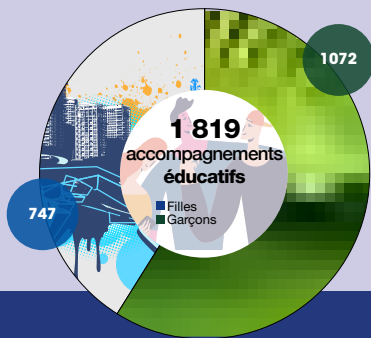 1072
1 819
accompagnements
éducatifs
Filles
Garçons
747